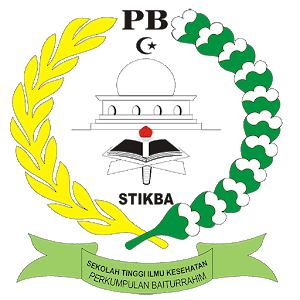 PB
STIKBA
SEKOLAH TINGGI ILMU KESEHATAN
PERKUMPULAN BAITURRAHIM